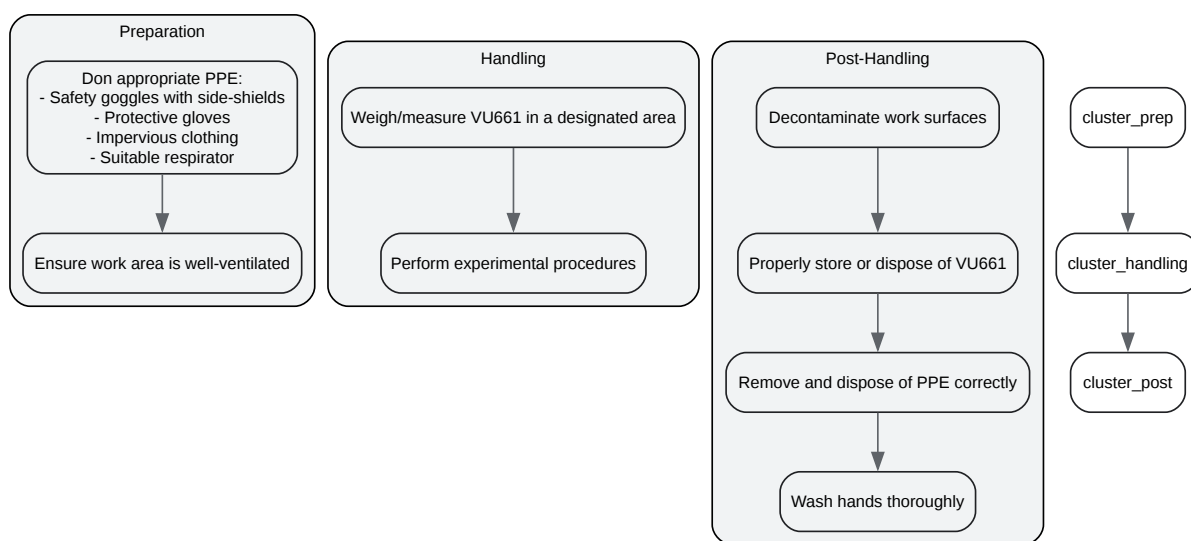 Preparation
Don appropriate PPE:
- Safety goggles with side-shields
- Protective gloves
- Impervious clothing
- Suitable respirator
Ensure work area is well-ventilated
Handling
Weigh/measure VU661 in a designated area
Perform experimental procedures
Post-Handling
Decontaminate work surfaces
Properly store or dispose of VU661
Remove and dispose of PPE correctly
Wash hands thoroughly
cluster_prep
cluster_handling
cluster_post